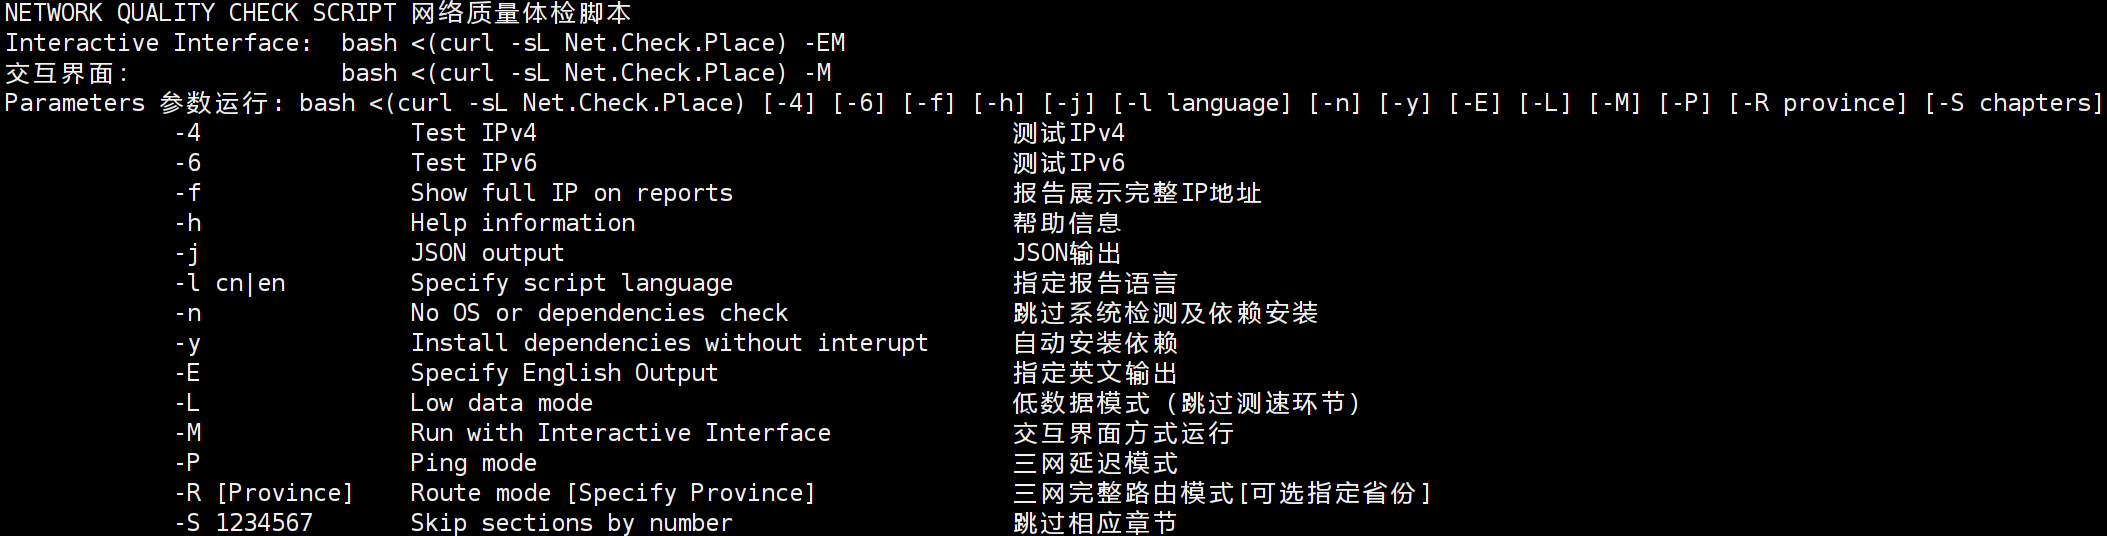 NETWORK QUALITY CHECK SCRIPT 网络质量体检脚本
Interactive Interface:  bash <(curl -sL Net.Check.Place) -EM
交互界面:               bash <(curl -sL Net.Check.Place) -M
Parameters 参数运行: bash <(curl -sL Net.Check.Place) [-4] [-6] [-f] [-h] [-j] [-l language] [-n] [-y] [-E] [-L] [-M] [-P] [-R province] [-S chapters]
            -4               Test IPv4                                  测试IPv4
            -6               Test IPv6                                  测试IPv6
            -f               Show full IP on reports                    报告展示完整IP地址
            -h               Help information                           帮助信息
            -j               JSON output                                JSON输出
            -l cn|en         Specify script language                    指定报告语言
            -n               No OS or dependencies check                跳过系统检测及依赖安装
            -y               Install dependencies without interupt      自动安装依赖
            -E               Specify English Output                     指定英文输出
            -L               Low data mode                              低数据模式（跳过测速环节）
            -M               Run with Interactive Interface             交互界面方式运行
            -P               Ping mode                                  三网延迟模式
            -R [Province]    Route mode [Specify Province]              三网完整路由模式[可选指定省份]
            -S 1234567       Skip sections by number                    跳过相应章节